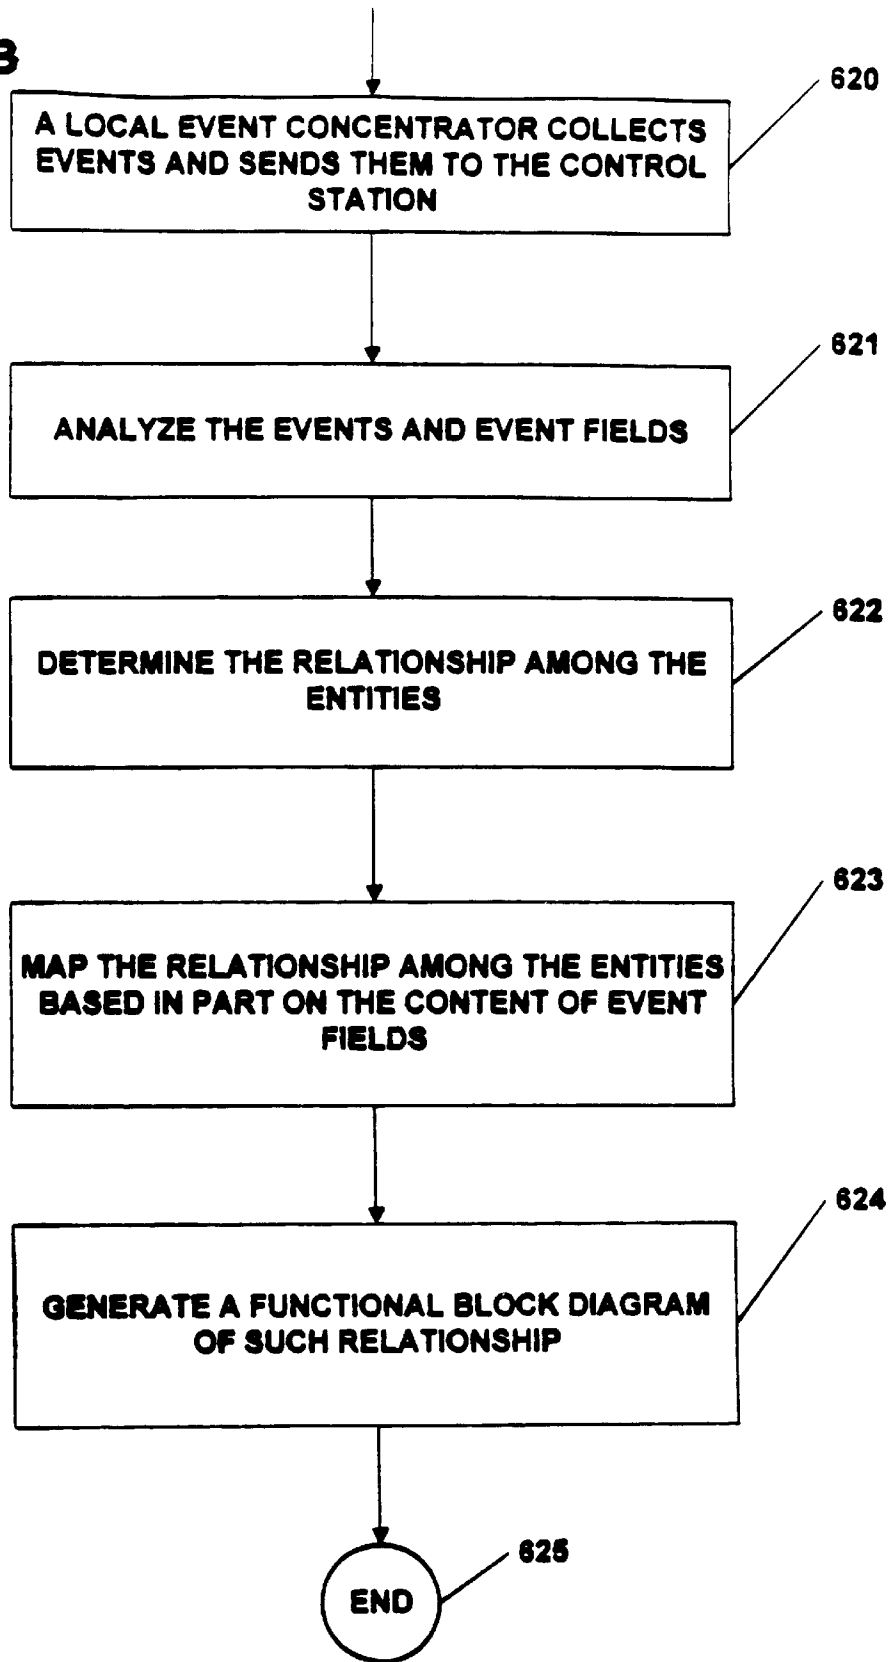 B
620
A LOCAL EVENT CONCENTRATOR COLLECTS
EVENTS AND SENDS THEM TO THE CONTROL
STATION
621
ANALYZE THE EVENTS AND EVENT FIELDS
622
DETERMINE THE RELATIONSHIP AMONG THE
ENTITIES
623
MAP THE RELATIONSHIP AMONG THE ENTITIES
BASED IN PART ON THE CONTENT OF EVENT
FIELDS
624
GENERATE A FUNCTIONAL BLOCK DIAGRAM
OF SUCH RELATIONSHIP
625
END